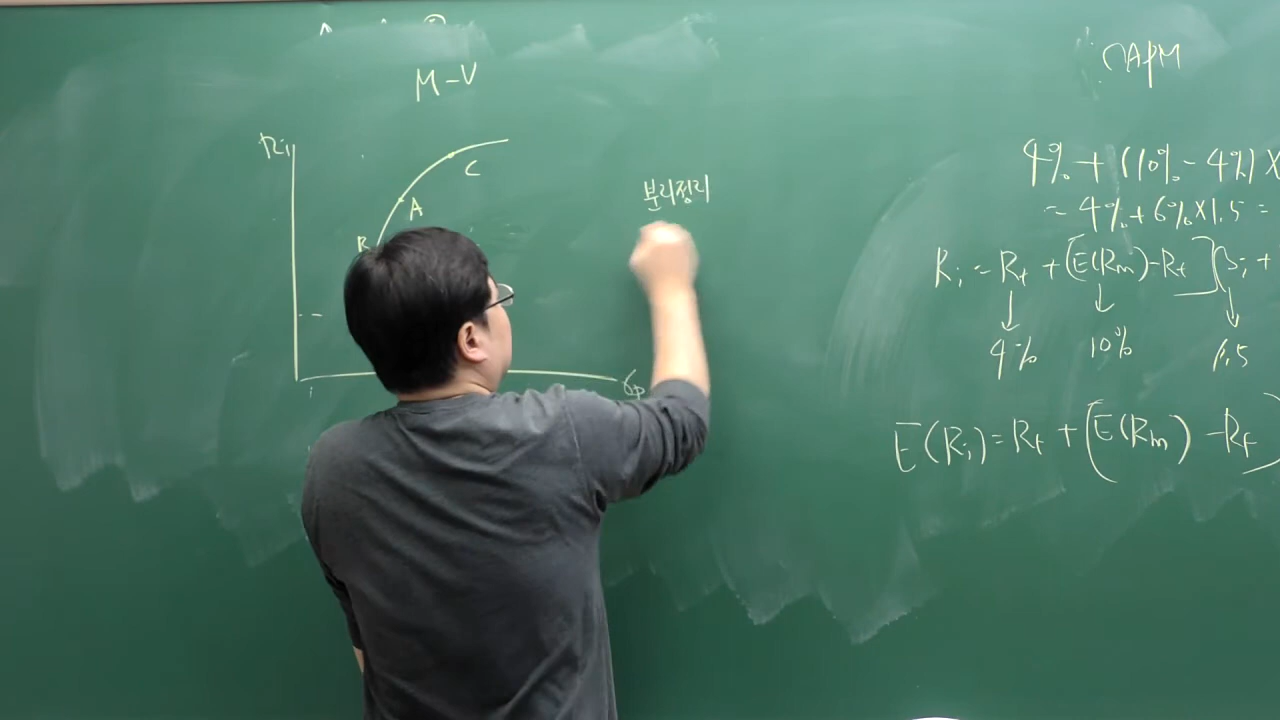 M-V
Ri
C
A
B
σp
분리정리
CAPM
4% + (10% - 4%) X
= 4% + 6% X 1.5 =
Ri = Rf + [E(Rm) - Rf] βi +
4%
10%
1.5
E(Ri) = Rf + (E(Rm) - Rf)